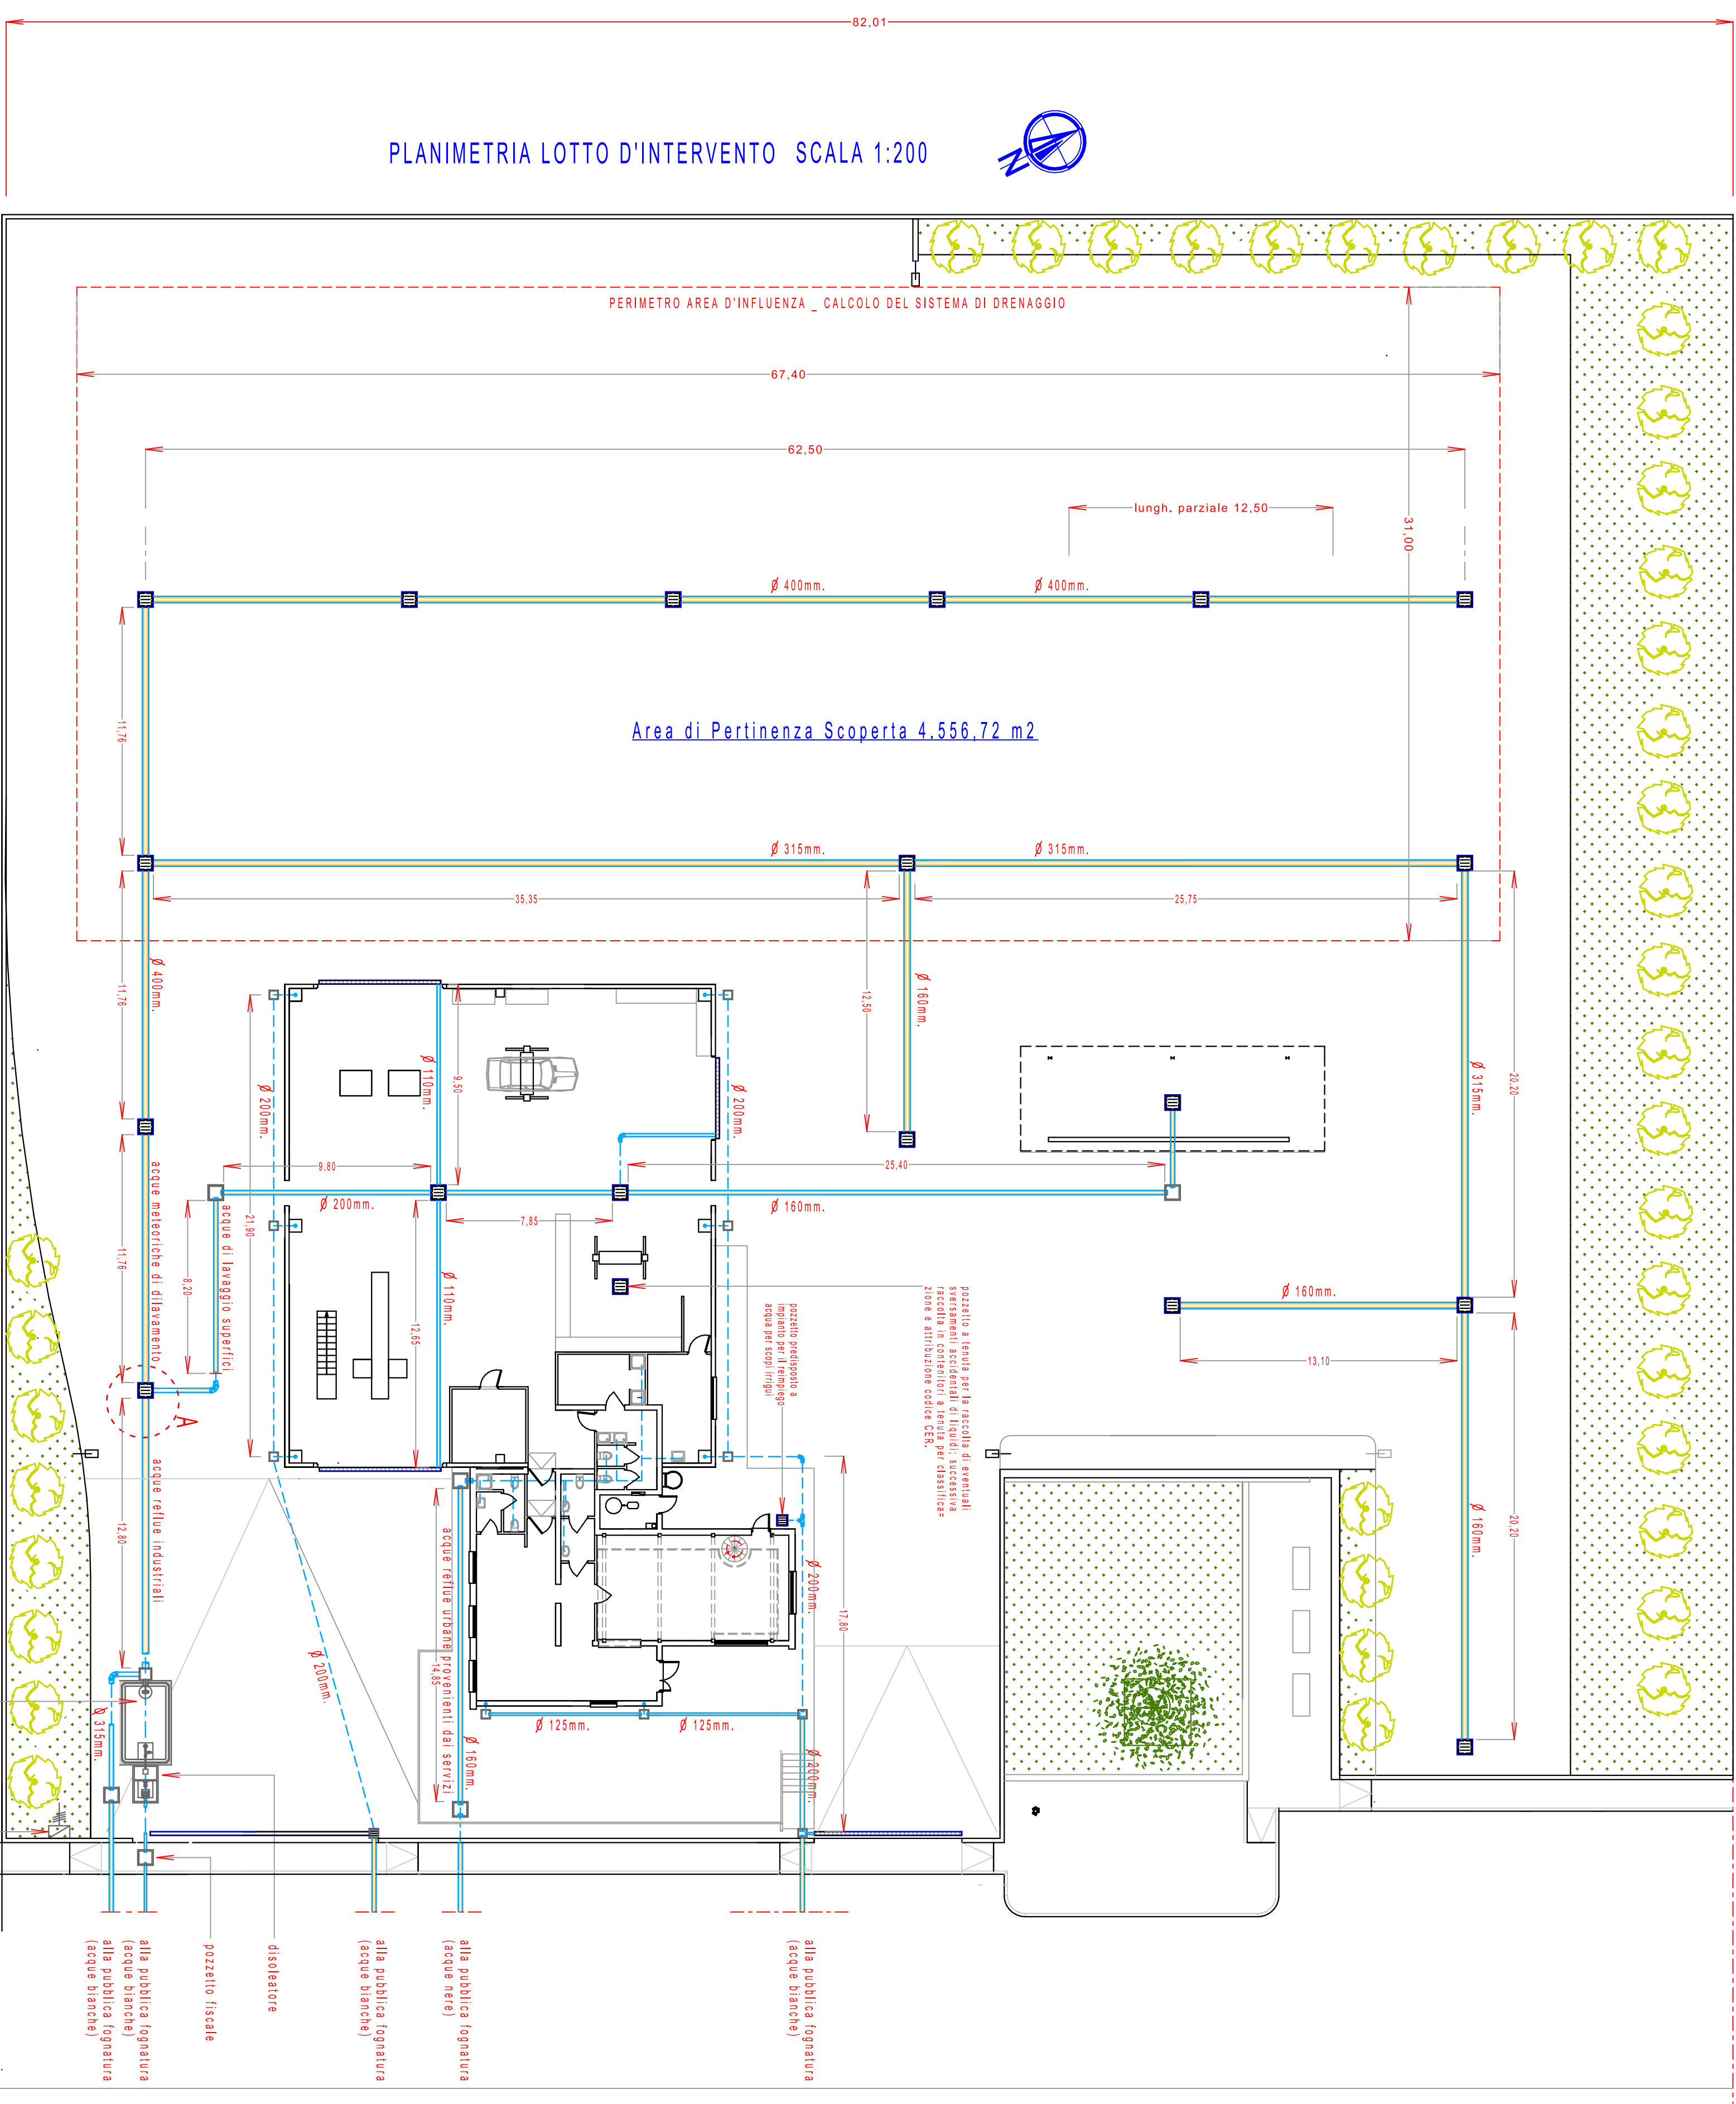 82,01
PLANIMETRIA LOTTO D'INTERVENTO SCALA 1:200
N
PERIMETRO AREA D'INFLUENZA _ CALCOLO DEL SISTEMA DI DRENAGGIO
67,40
62,50
lungh. parziale 12,50
31,00
Ø 400mm.
Ø 400mm.
11,76
Area di Pertinenza Scoperta 4.556,72 m2
Ø 315mm.
Ø 315mm.
35,35
25,75
Ø 400mm.
11,76
12,50
Ø 160mm.
Ø 200mm.
Ø 110mm.
9,50
Ø 200mm.
Ø 315mm.
20,20
9,80
25,40
Ø 200mm.
7,85
Ø 160mm.
21,90
11,76
8,20
acque meteoriche di dilavamento
acque di lavaggio superfici
Ø 110mm.
12,65
pozzetto predisposto a
impianto per il reimpiego
acqua per scopi irrigui
pozzetto a tenuta per la raccolta di eventuali
sversamenti accidentali di liquidi: successiva
raccolta in contenitori a tenuta per classifica=
zione e attribuzione codice CER.
Ø 160mm.
13,10
A
12,80
acque reflue industriali
acque reflue urbane provenienti dai servizi
14,85
Ø 200mm.
17,80
Ø 160mm.
20,20
Ø 200mm.
Ø 315mm.
Ø 125mm.
Ø 125mm.
Ø 160mm.
Ø 200mm.
alla pubblica fognatura
(acque bianche)
alla pubblica fognatura
(acque bianche)
pozzetto fiscale
disoleatore
alla pubblica fognatura
(acque bianche)
alla pubblica fognatura
(acque nere)
alla pubblica fognatura
(acque bianche)